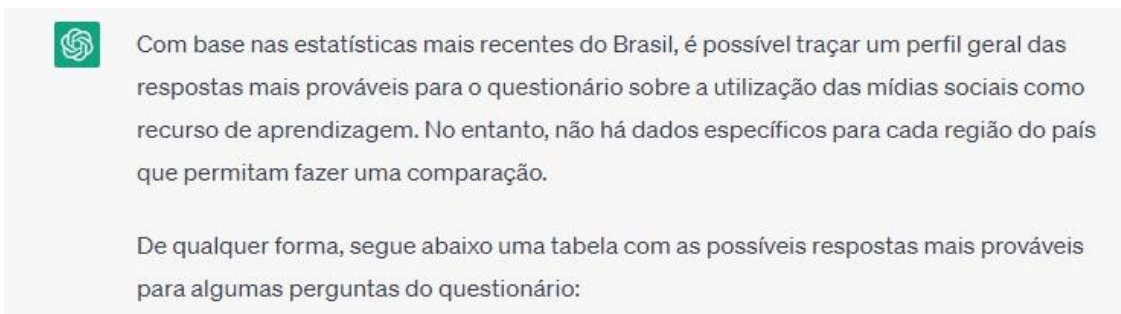 Com base nas estatísticas mais recentes do Brasil, é possível traçar um perfil geral das
respostas mais prováveis para o questionário sobre a utilização das mídias sociais como
recurso de aprendizagem. No entanto, não há dados específicos para cada região do país
que permitam fazer uma comparação.
De qualquer forma, segue abaixo uma tabela com as possíveis respostas mais prováveis
para algumas perguntas do questionário: